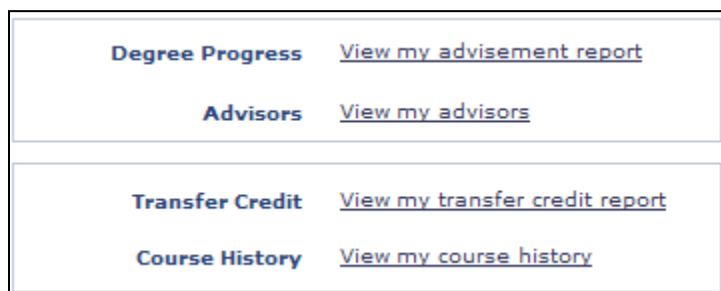 Degree Progress View my advisement report
Advisors View my advisors
Transfer Credit View my transfer credit report
Course History View my course history